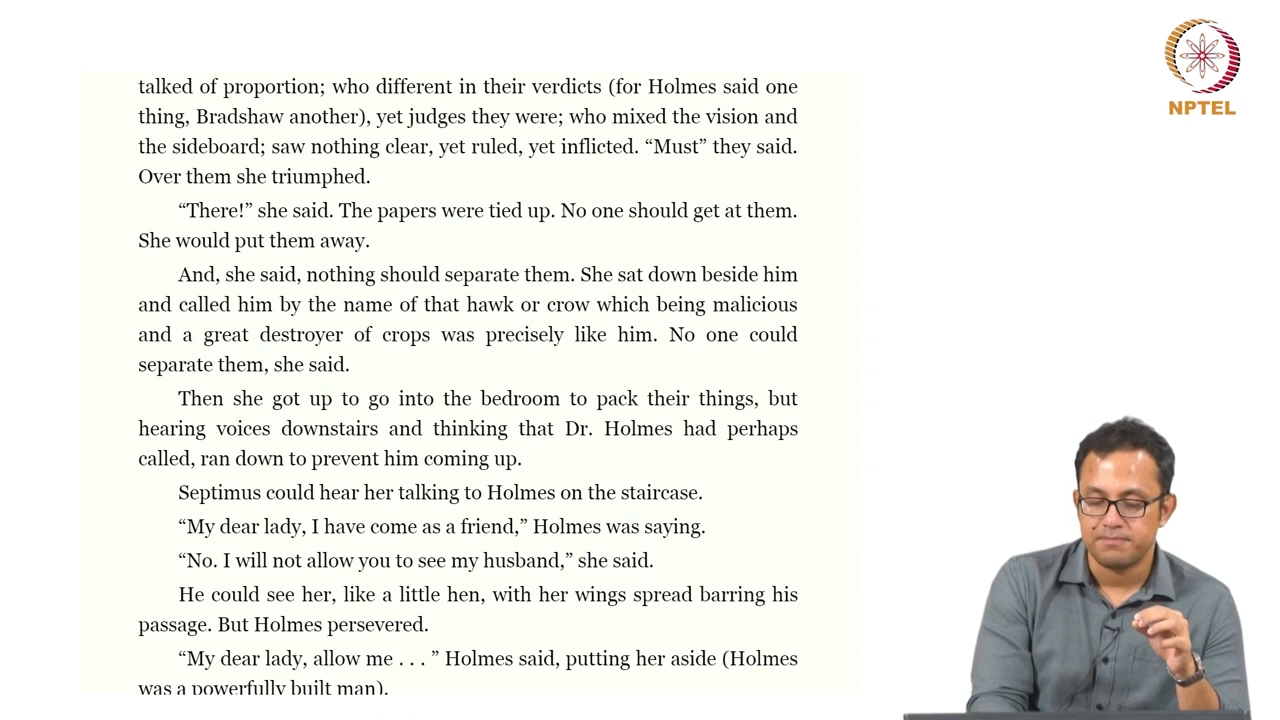 talked of proportion; who different in their verdicts (for Holmes said one
thing, Bradshaw another), yet judges they were; who mixed the vision and
the sideboard; saw nothing clear, yet ruled, yet inflicted. “Must” they said.
Over them she triumphed.
“There!” she said. The papers were tied up. No one should get at them.
She would put them away.
And, she said, nothing should separate them. She sat down beside him
and called him by the name of that hawk or crow which being malicious
and a great destroyer of crops was precisely like him. No one could
separate them, she said.
Then she got up to go into the bedroom to pack their things, but
hearing voices downstairs and thinking that Dr. Holmes had perhaps
called, ran down to prevent him coming up.
Septimus could hear her talking to Holmes on the staircase.
“My dear lady, I have come as a friend,” Holmes was saying.
“No. I will not allow you to see my husband,” she said.
He could see her, like a little hen, with her wings spread barring his
passage. But Holmes persevered.
“My dear lady, allow me . . . ” Holmes said, putting her aside (Holmes
was a powerfully built man).
NPTEL